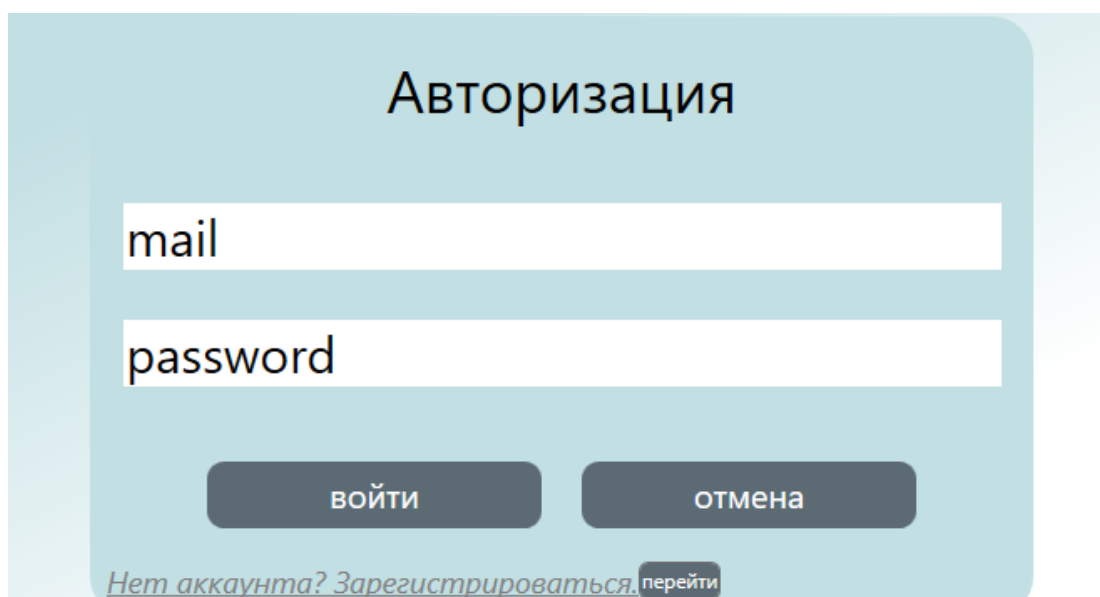 Авторизация
mail
password
войти отмена
Нет аккаунта? Зарегистрироваться. перейти